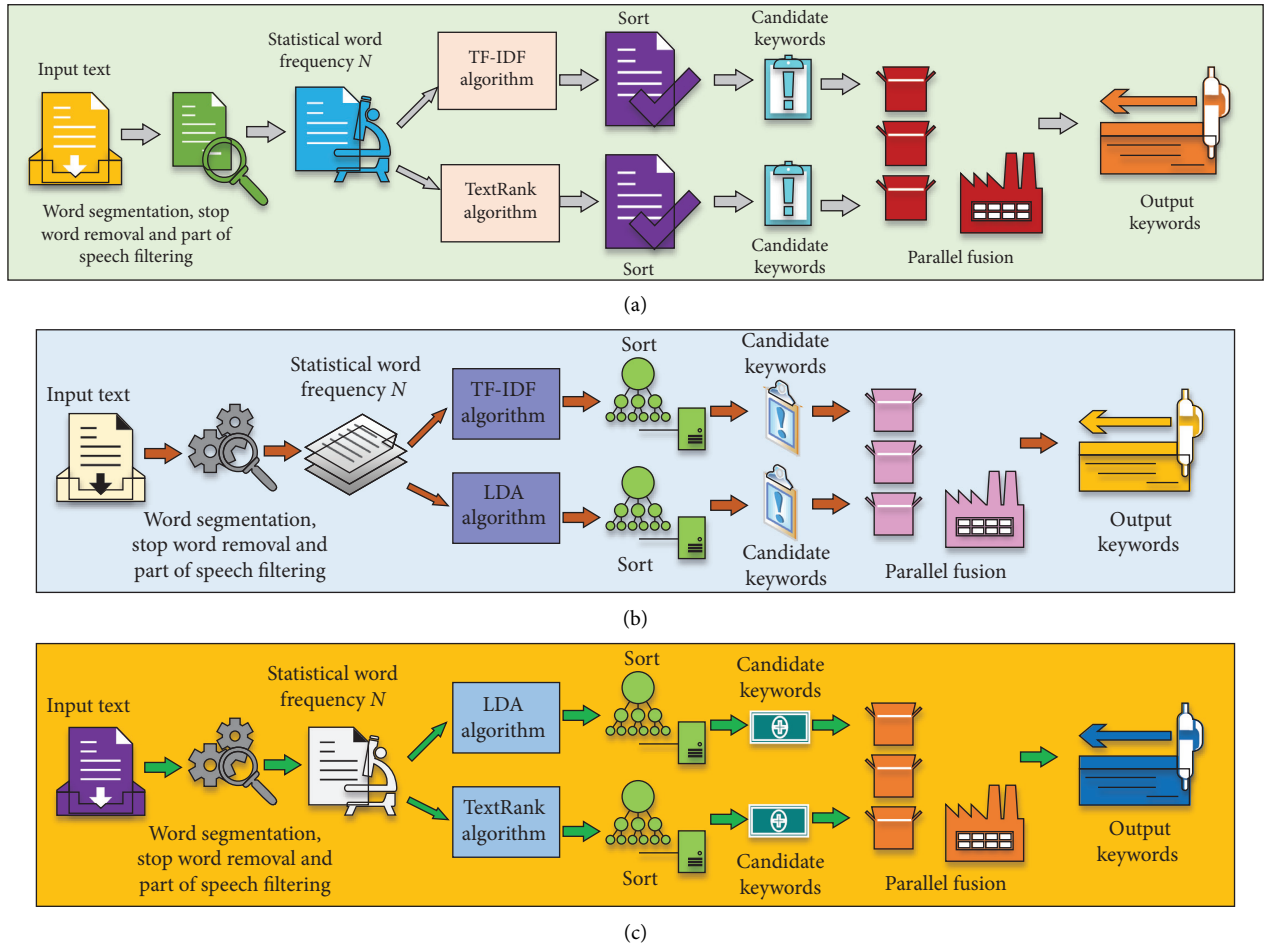 Input text
Word segmentation, stop
word removal and part of
speech filtering
Statistical word
frequency N
TF-IDF
algorithm
TextRank
algorithm
Sort
Sort
Candidate
keywords
Candidate
keywords
Parallel fusion
Output
keywords
(a)
Input text
Word segmentation,
stop word removal and
part of speech filtering
Statistical word
frequency N
TF-IDF
algorithm
LDA
algorithm
Sort
Sort
Candidate
keywords
Candidate
keywords
Parallel fusion
Output
keywords
(b)
Input text
Word segmentation,
stop word removal and
part of speech filtering
Statistical word
frequency N
LDA
algorithm
TextRank
algorithm
Sort
Sort
Candidate
keywords
Candidate
keywords
Parallel fusion
Output
keywords
(c)